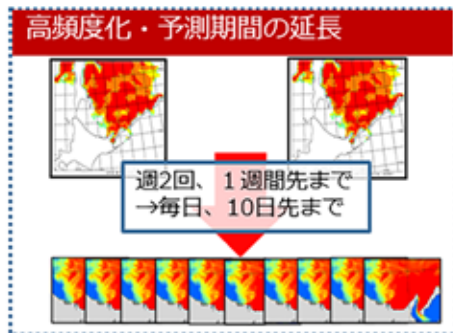 高頻度化・予測期間の延長
週2回、１週間先まで
→毎日、10日先まで